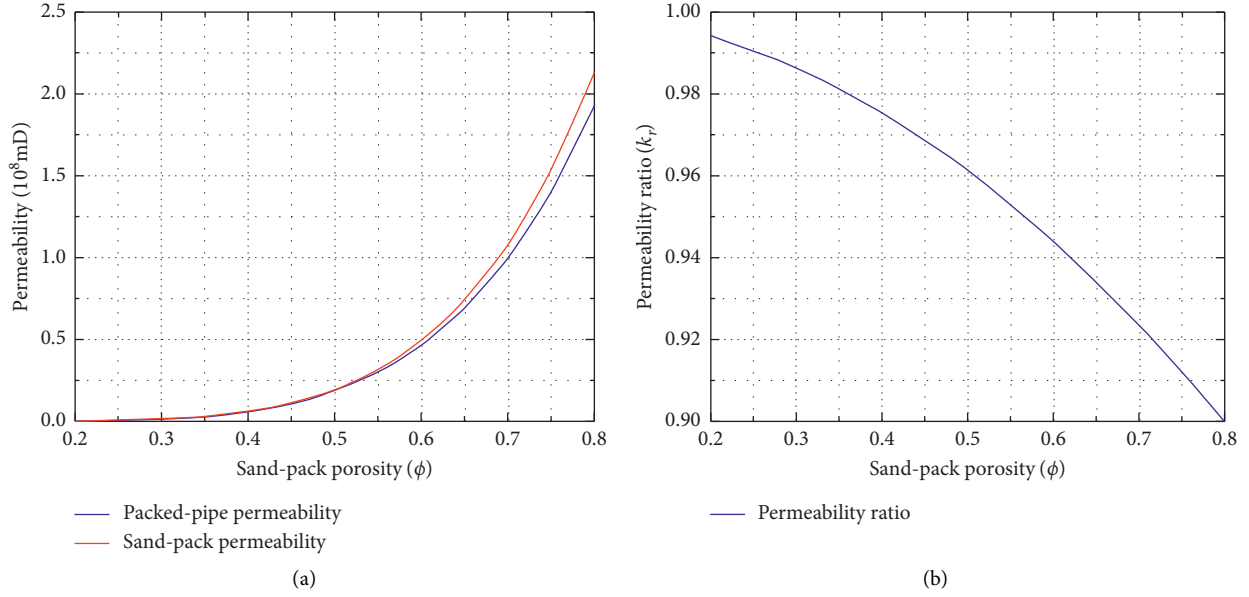 2.5
2.0
1.5
1.0
0.5
0.0
Permeability (10⁸mD)
0.2 0.3 0.4 0.5 0.6 0.7 0.8
Sand-pack porosity (ϕ)
Packed-pipe permeability
Sand-pack permeability
(a)
1.00
0.98
0.96
0.94
0.92
0.90
Permeability ratio (kᵣ)
0.2 0.3 0.4 0.5 0.6 0.7 0.8
Sand-pack porosity (ϕ)
Permeability ratio
(b)